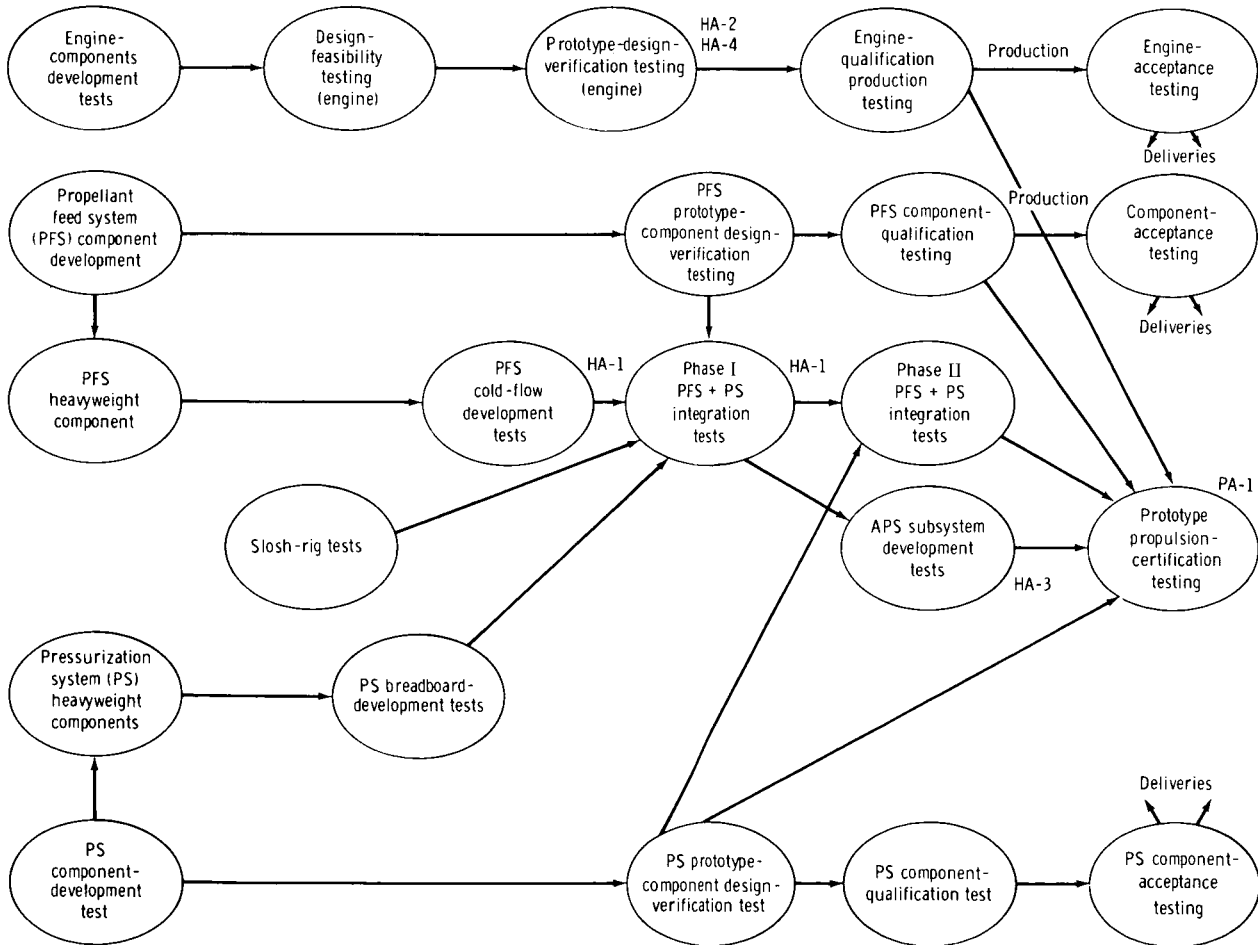 Engine-
components
development
tests
Design-
feasibility
testing
(engine)
Prototype-design-
verification testing
(engine)
HA-2
HA-4
Engine-
qualification
production
testing
Production
Engine-
acceptance
testing
Deliveries
Propellant
feed system
(PFS) component
development
PFS
prototype-
component design-
verification
testing
PFS component-
qualification
testing
Production
Component-
acceptance
testing
Deliveries
PFS
heavyweight
component
PFS
cold-flow
development
tests
HA-1
Phase I
PFS + PS
integration
tests
HA-1
Phase II
PFS + PS
integration
tests
Slosh-rig tests
APS subsystem
development
tests
HA-3
PA-1
Prototype
propulsion-
certification
testing
Pressurization
system (PS)
heavyweight
components
PS breadboard-
development tests
PS
component-
development
test
PS prototype-
component design-
verification test
PS component-
qualification test
Deliveries
PS component-
acceptance
testing